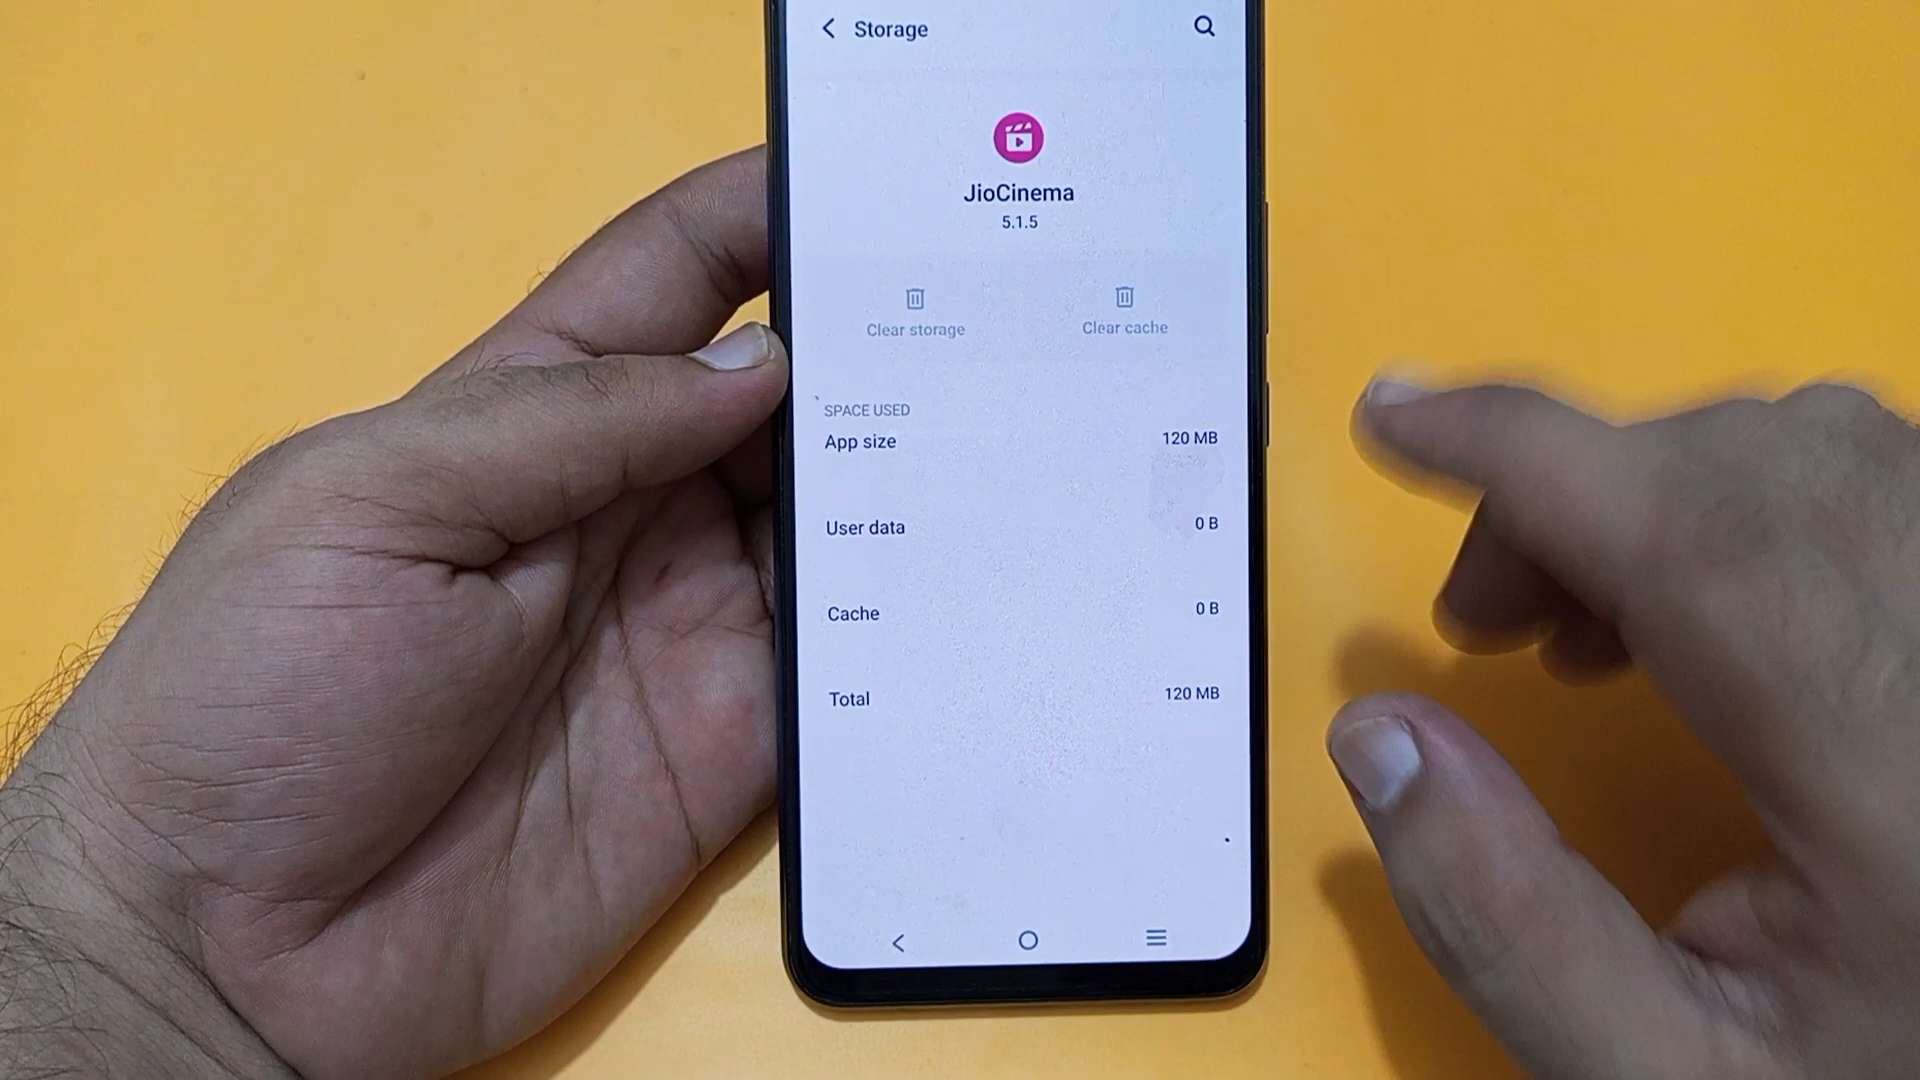 Storage
JioCinema
5.1.5
Clear storage
Clear cache
SPACE USED
App size
120 MB
User data
0 B
Cache
0 B
Total
120 MB